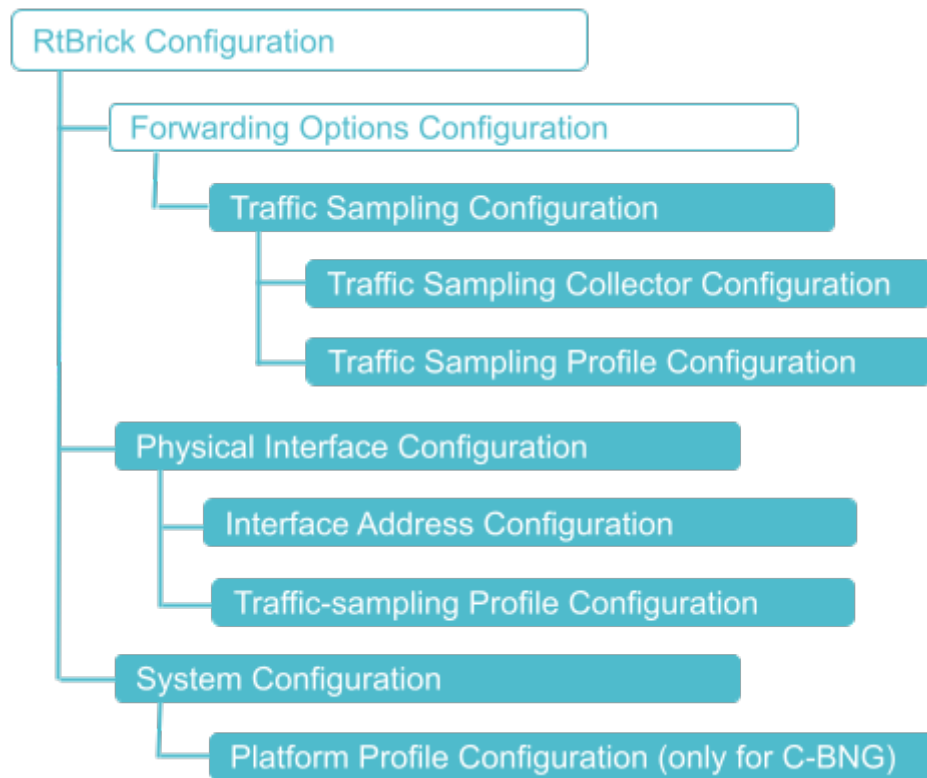 RtBrick Configuration
Forwarding Options Configuration
Traffic Sampling Configuration
Traffic Sampling Collector Configuration
Traffic Sampling Profile Configuration
Physical Interface Configuration
Interface Address Configuration
Traffic-sampling Profile Configuration
System Configuration
Platform Profile Configuration (only for C-BNG)